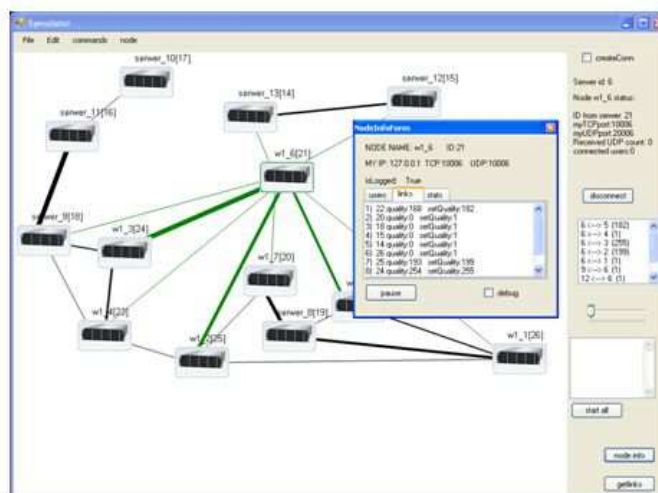 File Edit commands node
serwer_10[17]
serwer_11[16]
serwer_9[18]
w1_3[24]
w1_4[23]
w1_2[25]
w1_6[21]
w1_7[20]
serwer_8[19]
serwer_13[14]
serwer_12[15]
w1_1[26]
NodeInfoForm
NODE NAME: w1_6 ID:21
MY IP: 127.0.0.1 TCP:10006 UDP:10006
isLogged: True
users links stats
1) 22 quality:168 setQuality:182
2) 20 quality:0 setQuality:1
3) 18 quality:0 setQuality:1
4) 15 quality:0 setQuality:1
5) 14 quality:0 setQuality:1
6) 26 quality:0 setQuality:1
7) 25 quality:193 setQuality:199
8) 24 quality:254 setQuality:255
pause debug
createConn
Serwer id: 6
Node w1_6 status:
ID from serwer: 21
myTCPport:10006
myUDPport:20006
Received UDP count: 0
connected users:0
disconnect
6 <--> 5 (182)
6 <--> 4 (1)
6 <--> 3 (255)
6 <--> 2 (199)
6 <--> 1 (1)
9 <--> 6 (1)
12 <--> 6 (1)
start all
node info
getlinks